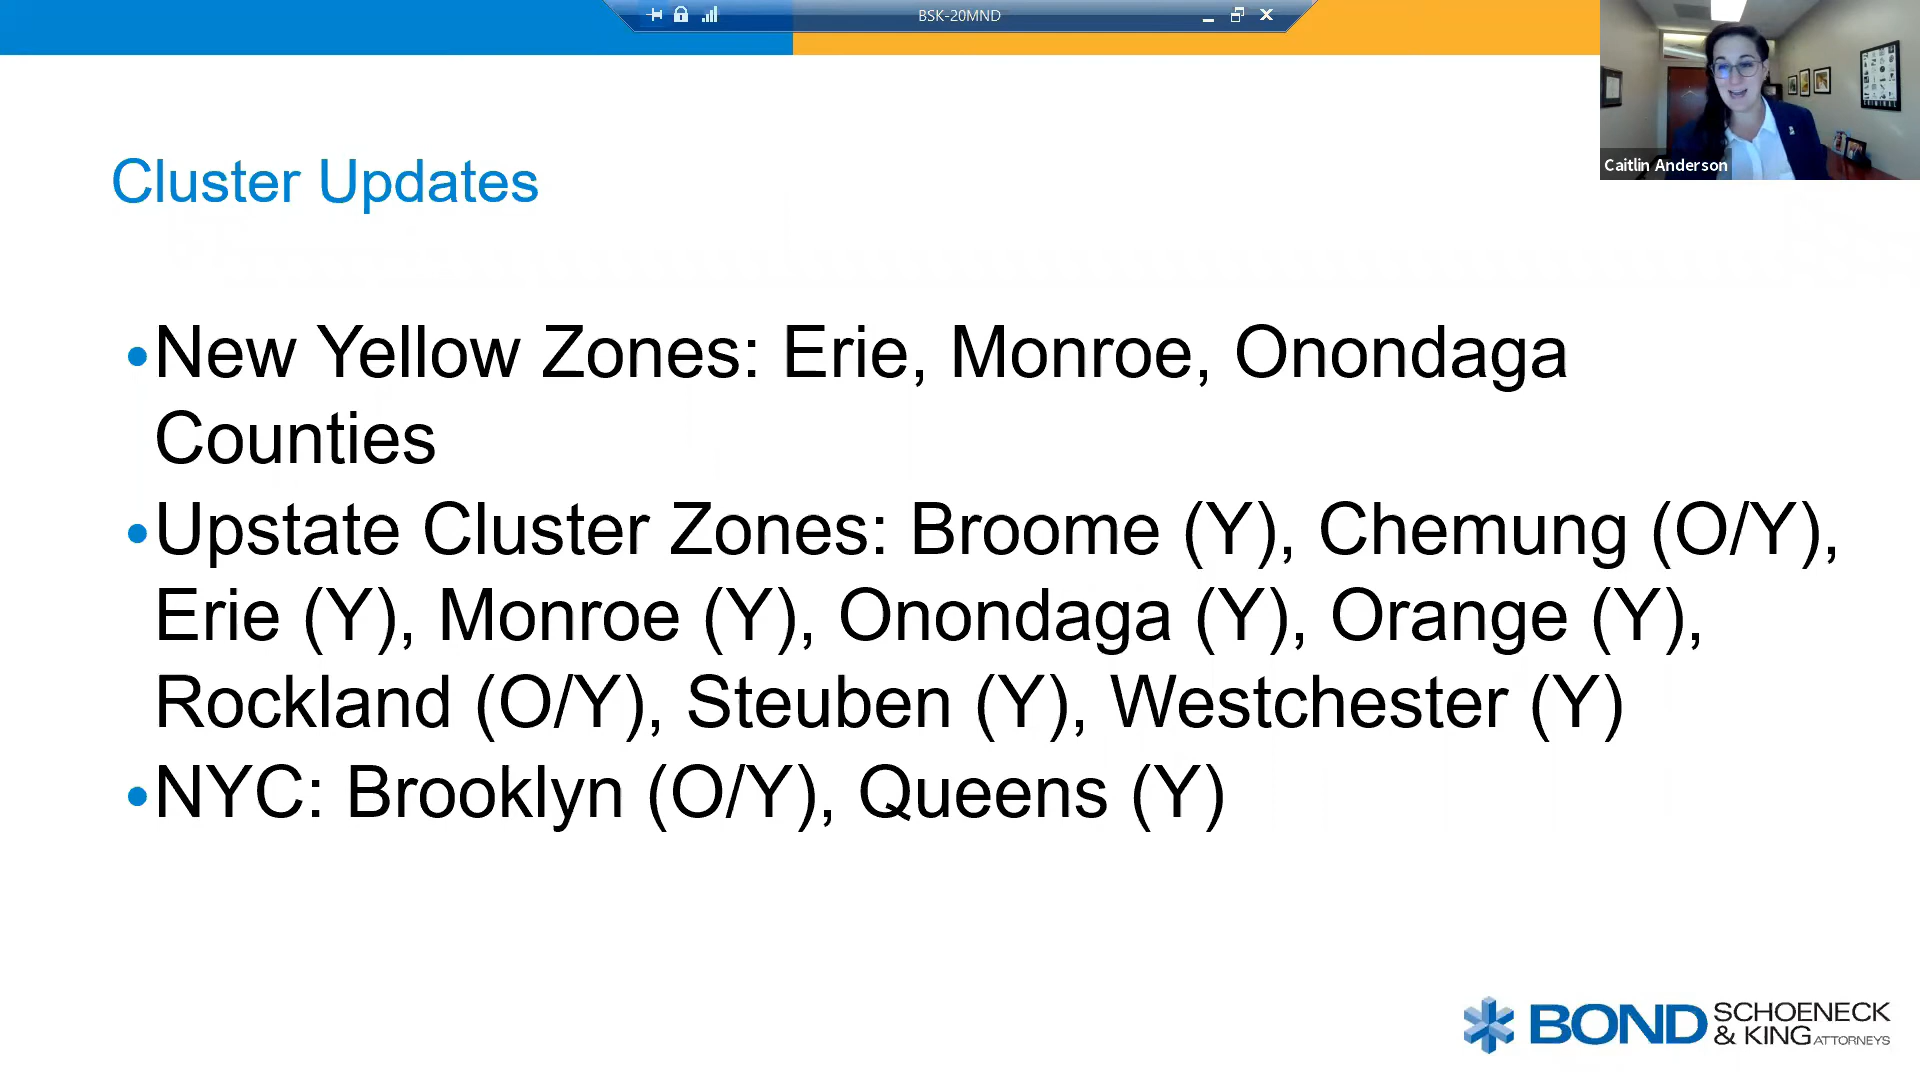 BSK-20MND
Caitlin Anderson
Cluster Updates
•New Yellow Zones: Erie, Monroe, Onondaga
Counties
•Upstate Cluster Zones: Broome (Y), Chemung (O/Y),
Erie (Y), Monroe (Y), Onondaga (Y), Orange (Y),
Rockland (O/Y), Steuben (Y), Westchester (Y)
•NYC: Brooklyn (O/Y), Queens (Y)
BOND SCHOENECK
& KING ATTORNEYS